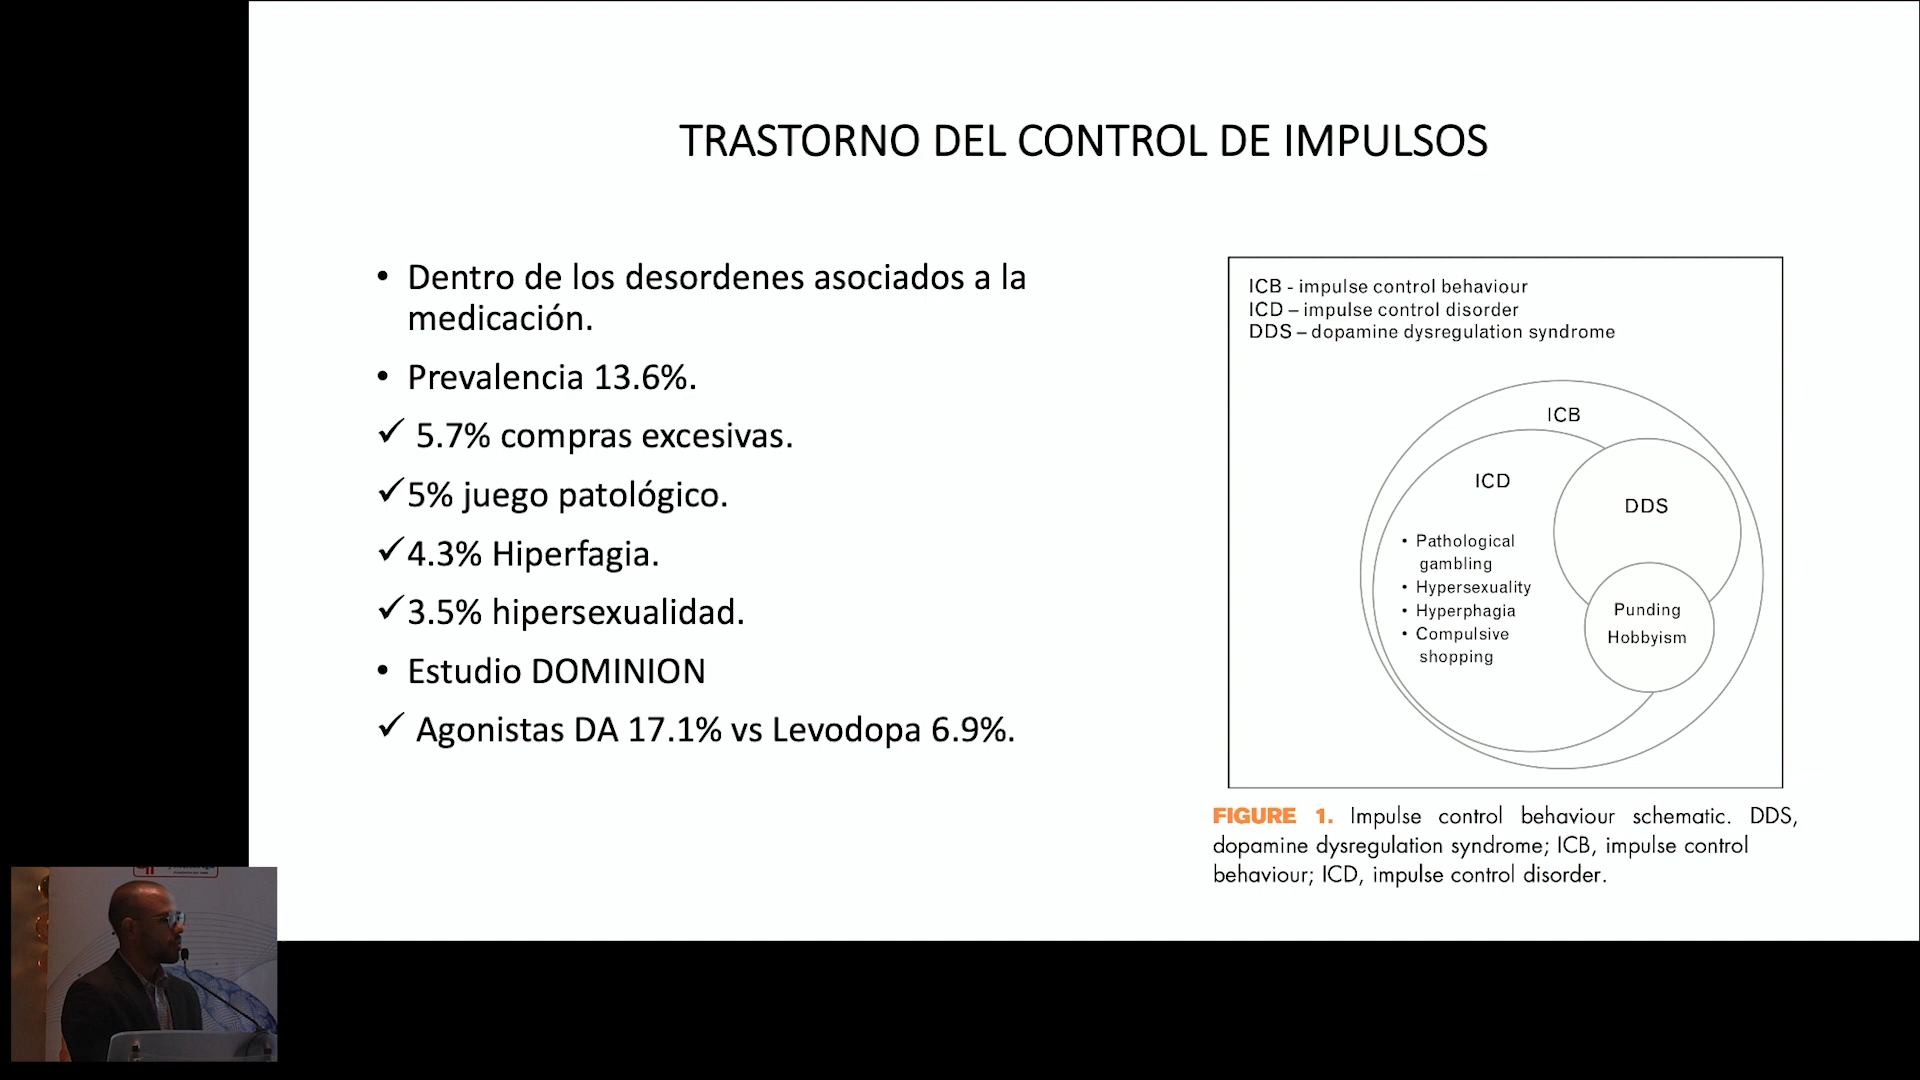 TRASTORNO DEL CONTROL DE IMPULSOS
• Dentro de los desordenes asociados a la
medicación.
• Prevalencia 13.6%.
✓ 5.7% compras excesivas.
✓5% juego patológico.
✓4.3% Hiperfagia.
✓3.5% hipersexualidad.
• Estudio DOMINION
✓ Agonistas DA 17.1% vs Levodopa 6.9%.
ICB - impulse control behaviour
ICD – impulse control disorder
DDS – dopamine dysregulation syndrome
ICB
ICD
DDS
• Pathological
gambling
• Hypersexuality
• Hyperphagia
• Compulsive
shopping
Punding
Hobbyism
FIGURE 1. Impulse control behaviour schematic. DDS,
dopamine dysregulation syndrome; ICB, impulse control
behaviour; ICD, impulse control disorder.